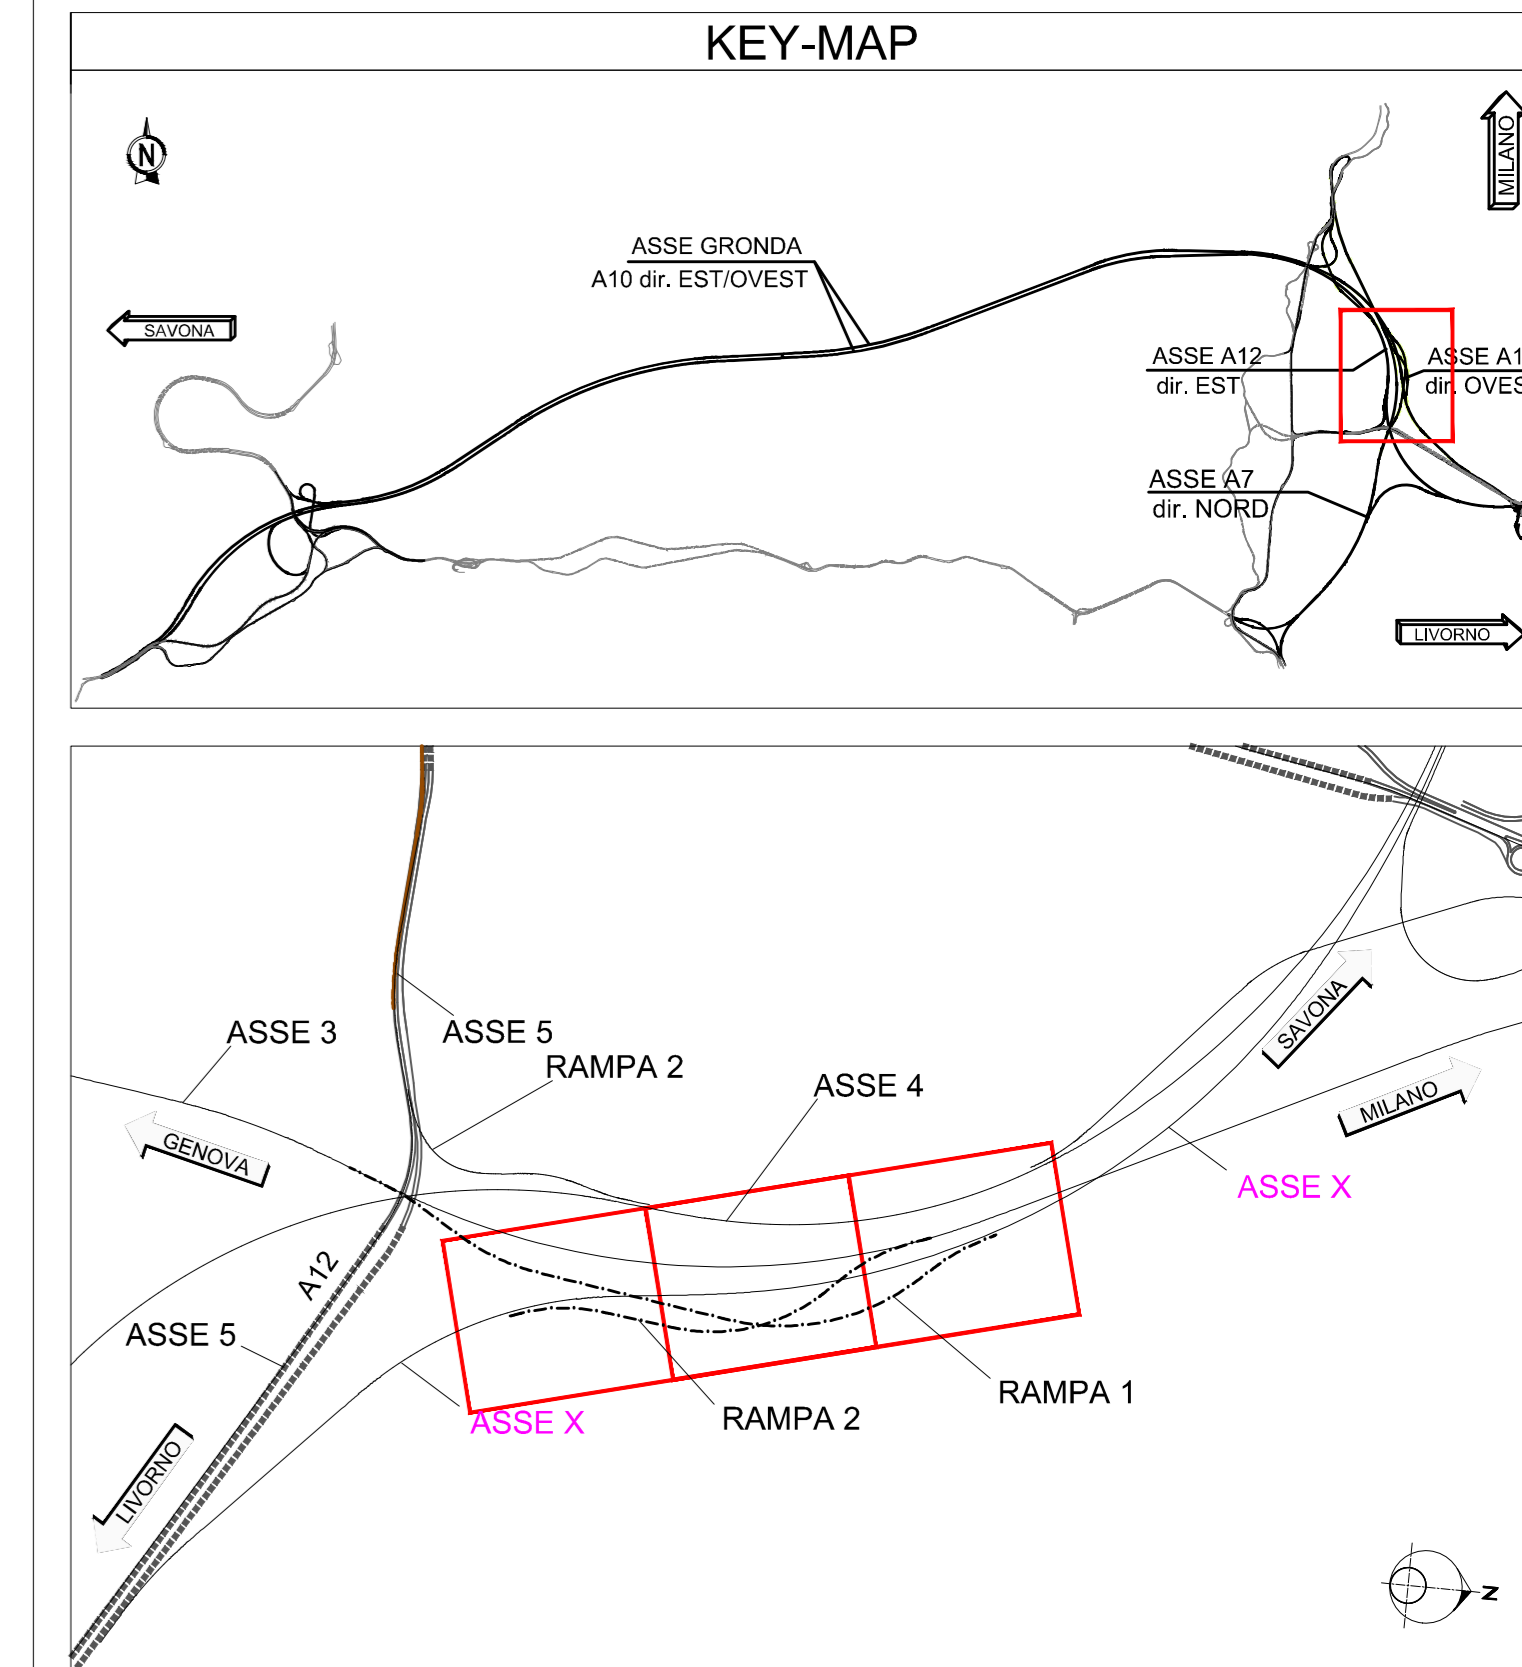 KEY-MAP
N
MILANO
ASSE GRONDA
A10 dir. EST/OVEST
SAVONA
ASSE A12
dir. EST
ASSE A1
dir. OVES
ASSE A7
dir. NORD
LIVORNO
ASSE 3
ASSE 5
RAMPA 2
ASSE 4
SAVONA
MILANO
GENOVA
ASSE X
A12
ASSE 5
RAMPA 1
RAMPA 2
ASSE X
LIVORNO
N